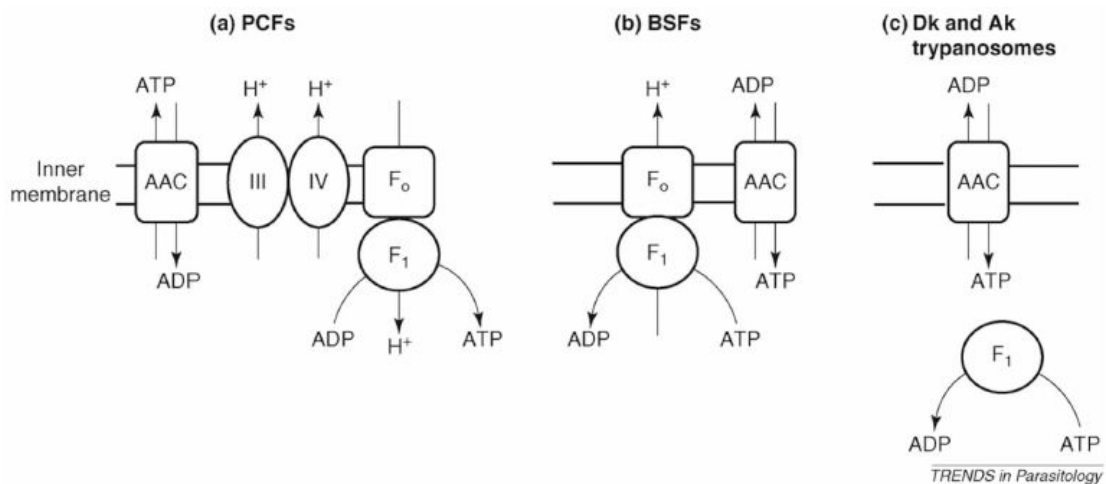 (a) PCFs
(b) BSFs
(c) Dk and Ak
trypanosomes
ATP
H+
H+
H+
ADP
ADP
Inner
membrane
AAC
III
IV
Fo
Fo
AAC
AAC
F1
F1
ADP
ATP
ATP
ADP
H+
ATP
ADP
ATP
F1
ADP
ATP
TRENDS in Parasitology